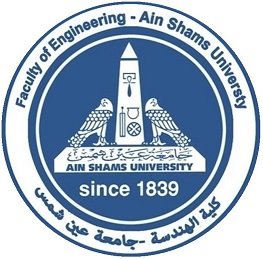 Faculty of Engineering - Ain Shams University
جامعة عين شمس
AIN SHAMS UNIVERSITY
since 1839
كلية الهندسة - جامعة عين شمس